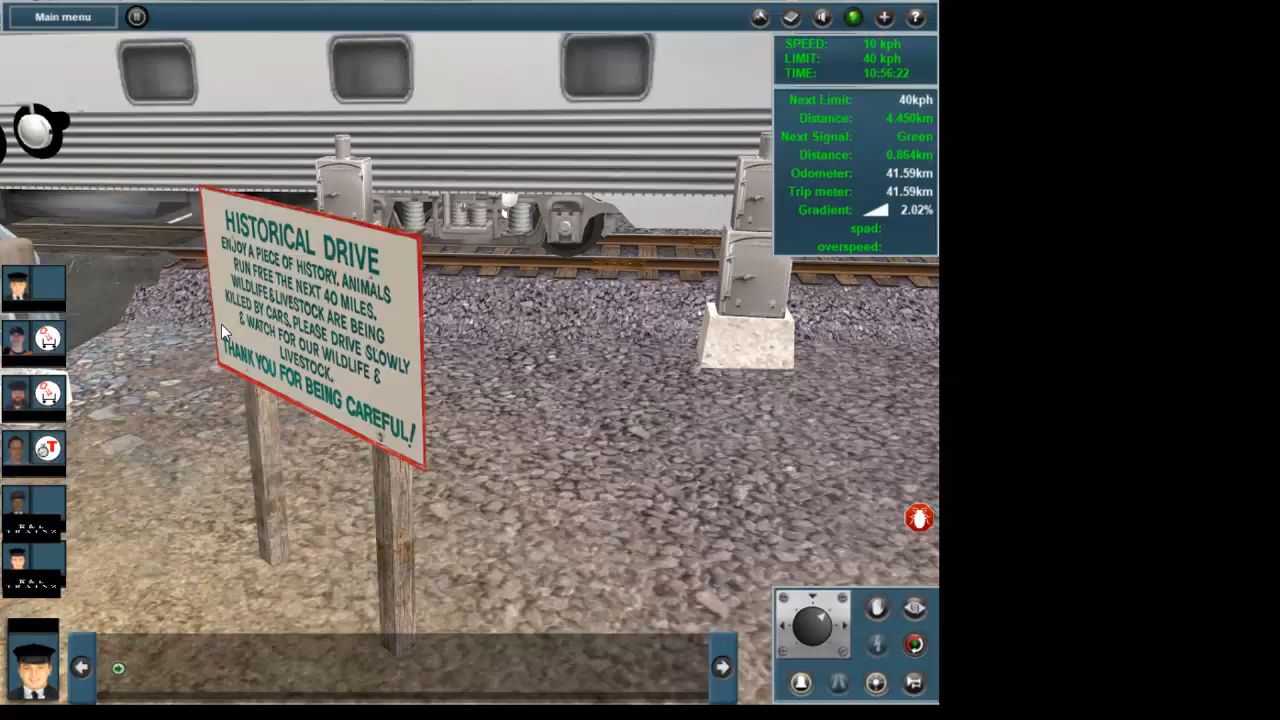 Main menu
?
SPEED: 10 kph
LIMIT: 40 kph
TIME: 10:56:22
Next Limit: 40kph
Distance: 4.450km
Next Signal: Green
Distance: 0.864km
Odometer: 41.59km
Trip meter: 41.59km
Gradient: 2.02%
spad:
overspeed:
HISTORICAL DRIVE
ENJOY A PIECE OF HISTORY. ANIMALS
RUN FREE THE NEXT 40 MILES.
WILDLIFE & LIVESTOCK ARE BEING
KILLED BY CARS. PLEASE DRIVE SLOWLY
& WATCH FOR OUR WILDLIFE &
LIVESTOCK.
THANK YOU FOR BEING CAREFUL!
T
K & L
TRAINZ
K & L
TRAINZ